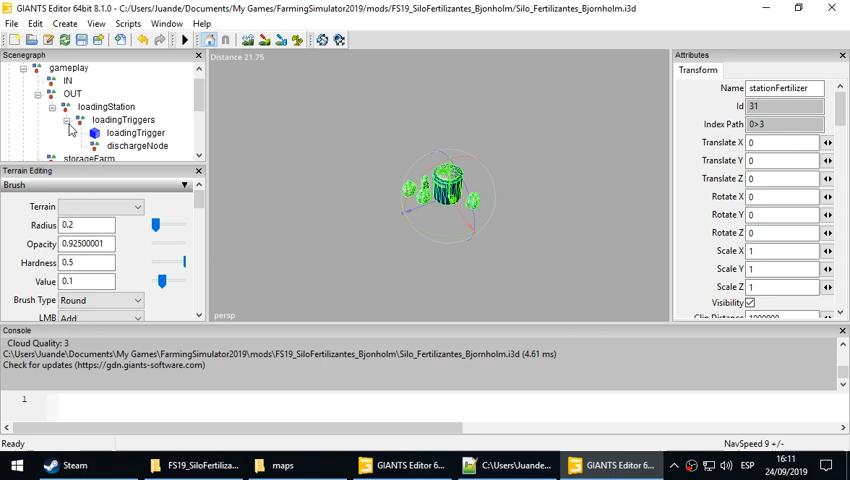 GIANTS Editor 64bit 8.1.0 - C:/Users/Juande/Documents/My Games/FarmingSimulator2019/mods/FS19_SiloFertilizantes_Bjonholm/Silo_Fertilizantes_Bjornholm.i3d
File Edit Create View Scripts Window Help
Scenegraph
gameplay
IN
OUT
loadingStation
loadingTriggers
loadingTrigger
dischargeNode
storageFarm
Terrain Editing
Brush
Terrain
Radius 0.2
Opacity 0.92500001
Hardness 0.5
Value 0.1
Brush Type Round
LMB Add
Distance 21.75
persp
Attributes
Transform
Name stationFertilizer
Id 31
Index Path 0>3
Translate X 0
Translate Y 0
Translate Z 0
Rotate X 0
Rotate Y 0
Rotate Z 0
Scale X 1
Scale Y 1
Scale Z 1
Visibility
Clip Distance 1000000
Console
Cloud Quality: 3
C:\Users\Juande\Documents\My Games\FarmingSimulator2019\mods\FS19_SiloFertilizantes_Bjonholm\Silo_Fertilizantes_Bjornholm.i3d (4.61 ms)
Check for updates (https://gdn.giants-software.com)
1
Ready
NavSpeed 9 +/-
Steam
FS19_SiloFertiliza...
maps
GIANTS Editor 6...
C:\Users\Juande...
GIANTS Editor 6...
ESP
16:11
24/09/2019